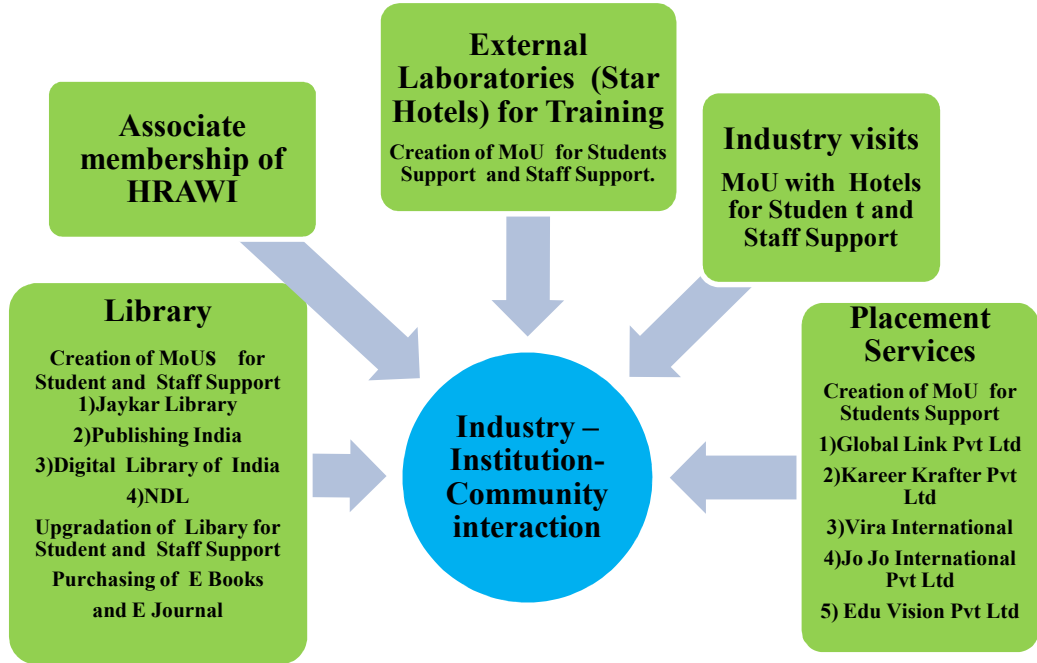 Associate
membership of
HRAWI
External
Laboratories (Star
Hotels) for Training
Creation of MoU for Students
Support and Staff Support.
Industry visits
MoU with Hotels
for Studen t and
Staff Support
Library
Creation of MoUs for
Student and Staff Support
1)Jaykar Library
2)Publishing India
3)Digital Library of India
4)NDL
Upgradation of Libary for
Student and Staff Support
Purchasing of E Books
and E Journal
Industry –
Institution-
Community
interaction
Placement
Services
Creation of MoU for
Students Support
1)Global Link Pvt Ltd
2)Kareer Krafter Pvt
Ltd
3)Vira International
4)Jo Jo International
Pvt Ltd
5) Edu Vision Pvt Ltd